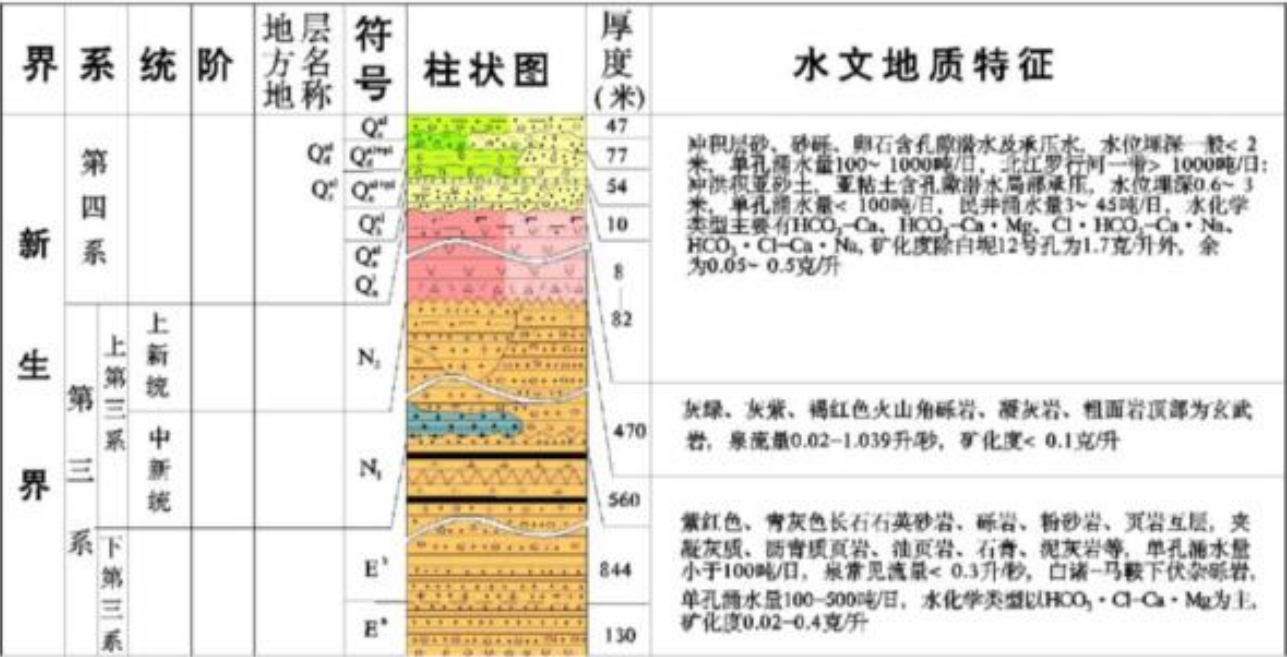 界 系 统 阶 地方地层名称 符号 柱状图 厚度(米) 水文地质特征
新生界
第四系
第三系
上第三系
下第三系
上新统
中新统
47
77
54
10
8
82
470
560
844
130
N₁
冲积层砂、砂砾、卵石含孔隙潜水及承压水，水位埋深一般< 2
米，单孔涌水量100~ 1000吨/日，北江罗行间一带> 1000吨/日:
冲洪积亚砂土，亚粘土含孔隙潜水局部承压，水位埋深0.6~ 3
米，单孔涌水量< 100吨/日，民井涌水量3~ 45吨/日，水化学
类型主要有HCO₃-Ca、HCO₃-Ca·Mg、Cl·HCO₃-Ca·Na、
HCO₃·Cl-Ca·Na, 矿化度除白坭12号孔为1.7克/升外，余
为0.05~ 0.5克/升
灰绿、灰紫、褐红色火山角砾岩、凝灰岩、粗面岩顶部为玄武
岩，泉流量0.02-1.039升/秒，矿化度< 0.1克/升
紫红色、青灰色长石石英砂岩、砾岩、粉砂岩、页岩互层，夹
凝灰质、沥青质页岩、油页岩、石膏、泥灰岩等，单孔涌水量
小于100吨/日，泉常见流量< 0.3升/秒，白诸-马鞍下伏杂砾岩，
单孔涌水量100-500吨/日，水化学类型以HCO₃·Cl-Ca·Mg为主，
矿化度0.02-0.4克/升